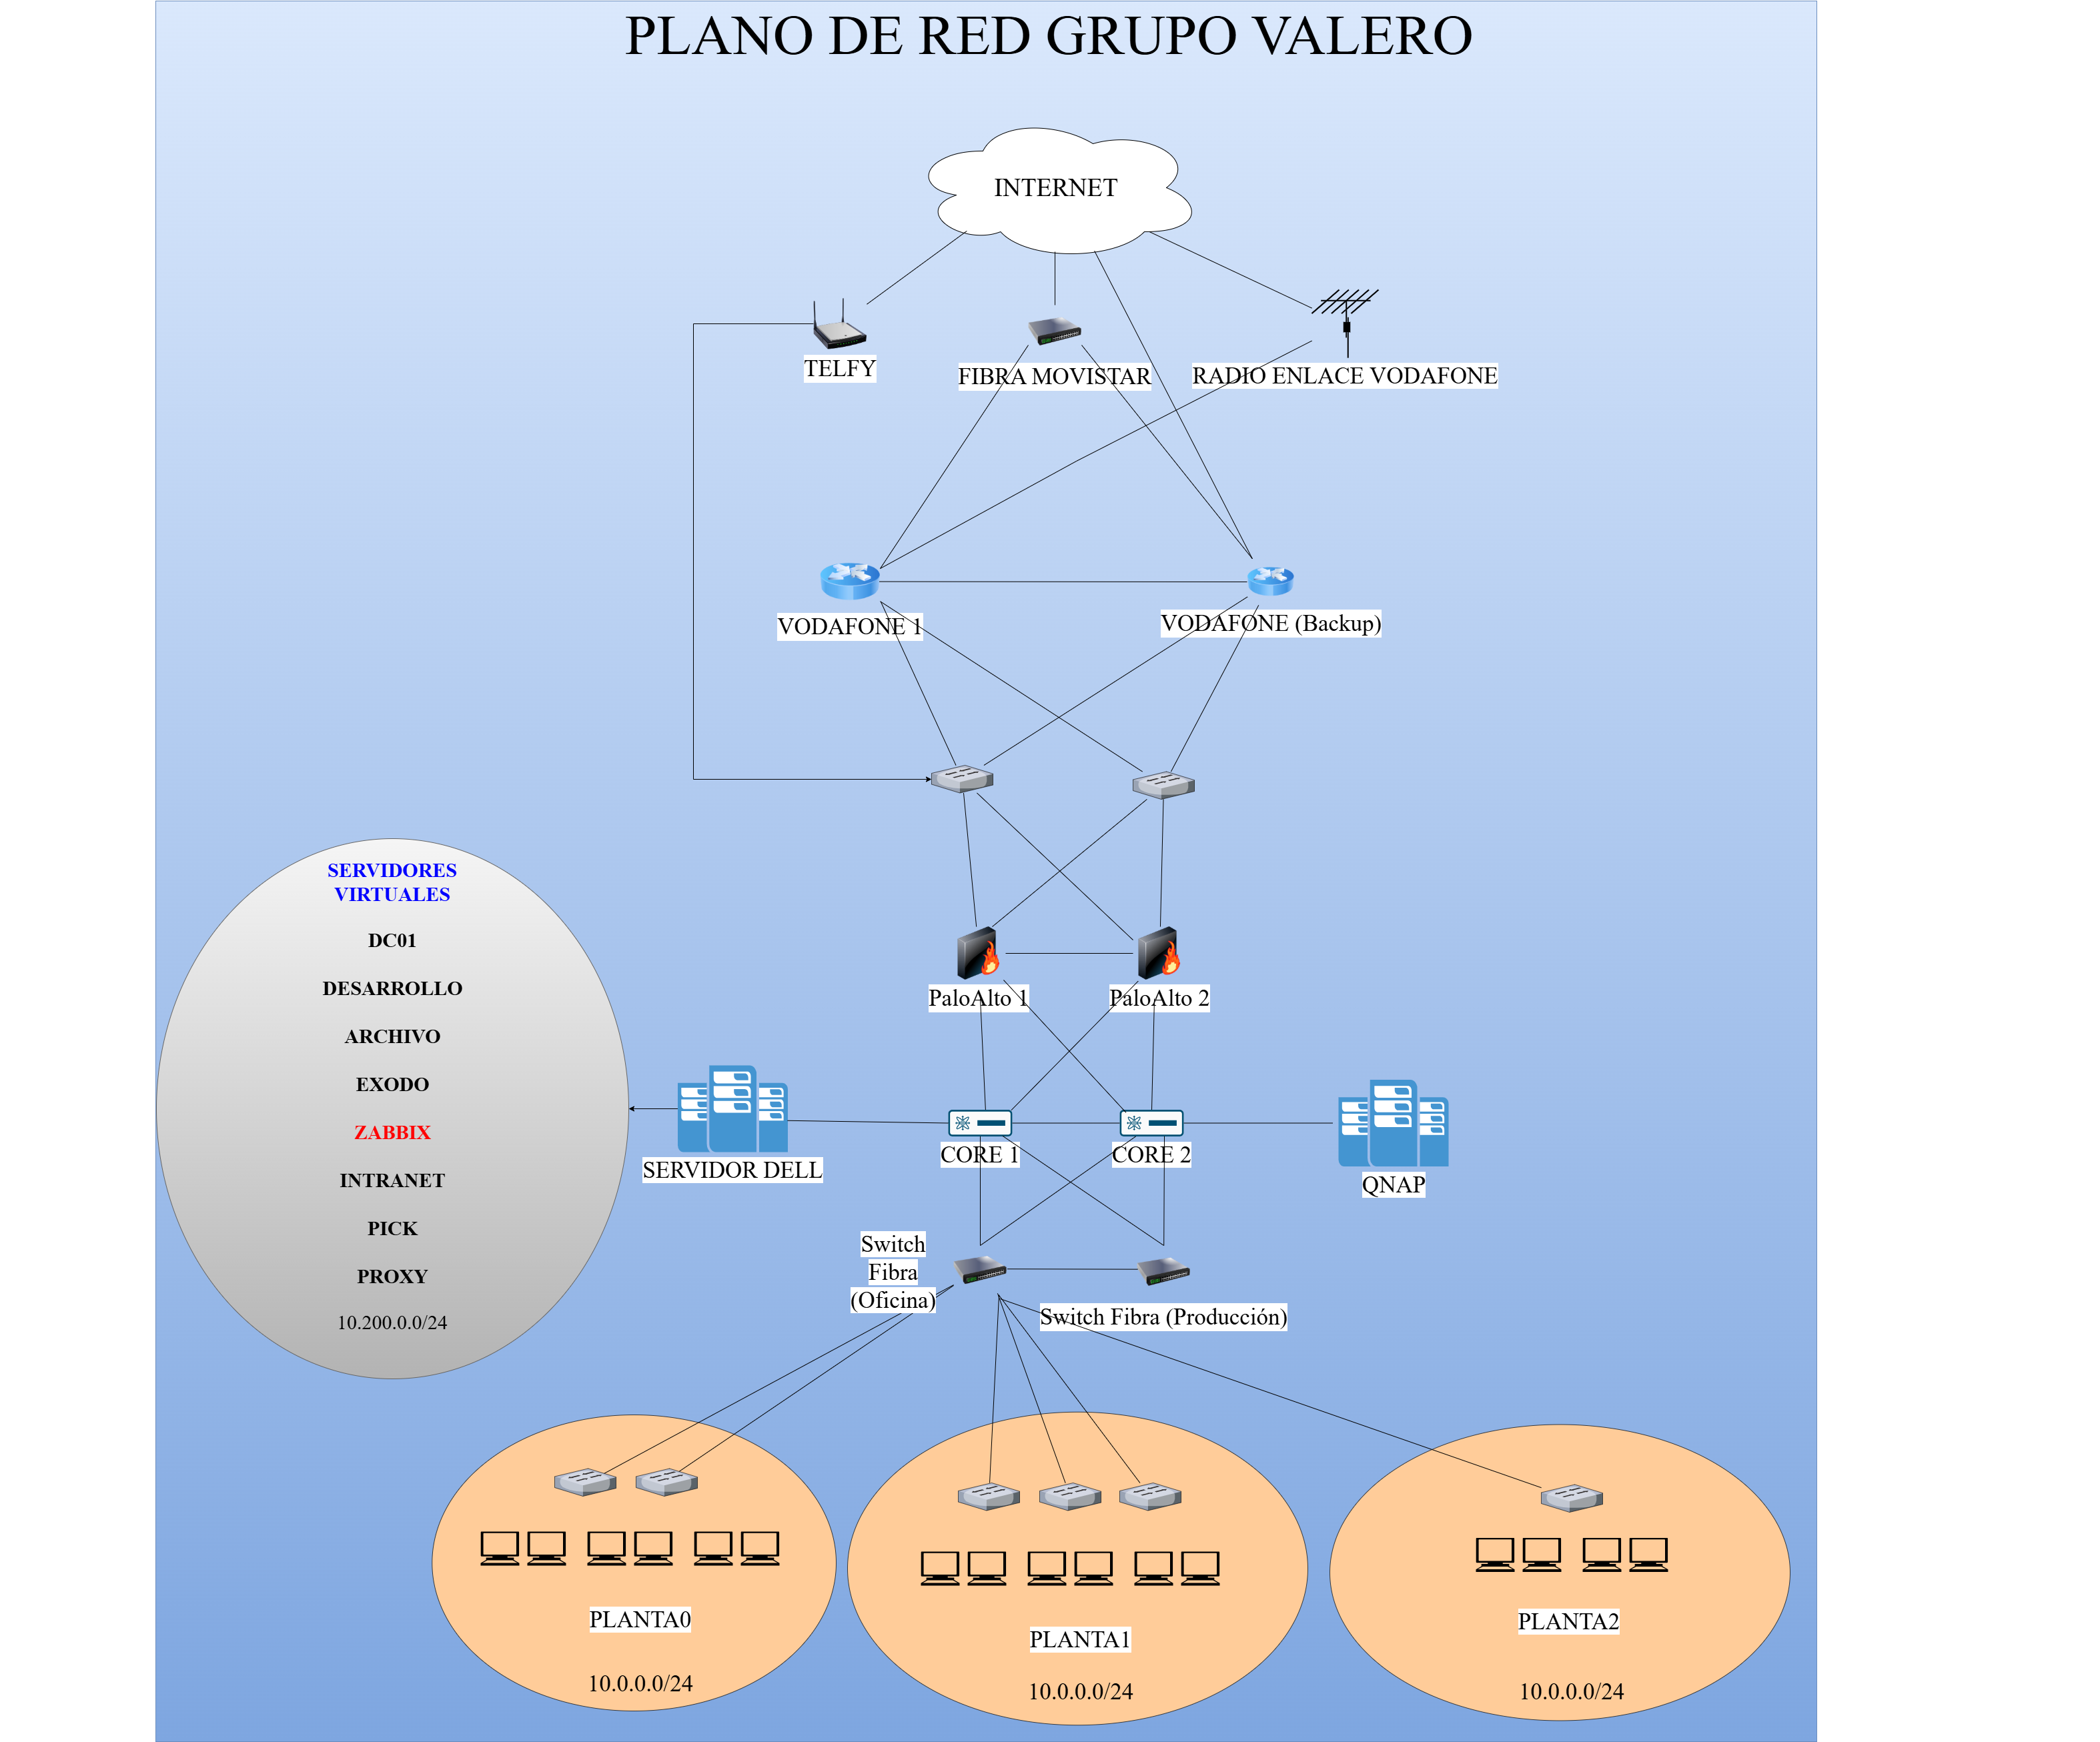 PLANO DE RED GRUPO VALERO
INTERNET
TELFY
FIBRA MOVISTAR
RADIO ENLACE VODAFONE
VODAFONE 1
VODAFONE (Backup)
SERVIDORES
VIRTUALES
DC01
DESARROLLO
ARCHIVO
EXODO
ZABBIX
INTRANET
PICK
PROXY
10.200.0.0/24
PaloAlto 1
PaloAlto 2
SERVIDOR DELL
CORE 1
CORE 2
QNAP
Switch
Fibra
(Oficina)
Switch Fibra (Producción)
PLANTA0
10.0.0.0/24
PLANTA1
10.0.0.0/24
PLANTA2
10.0.0.0/24